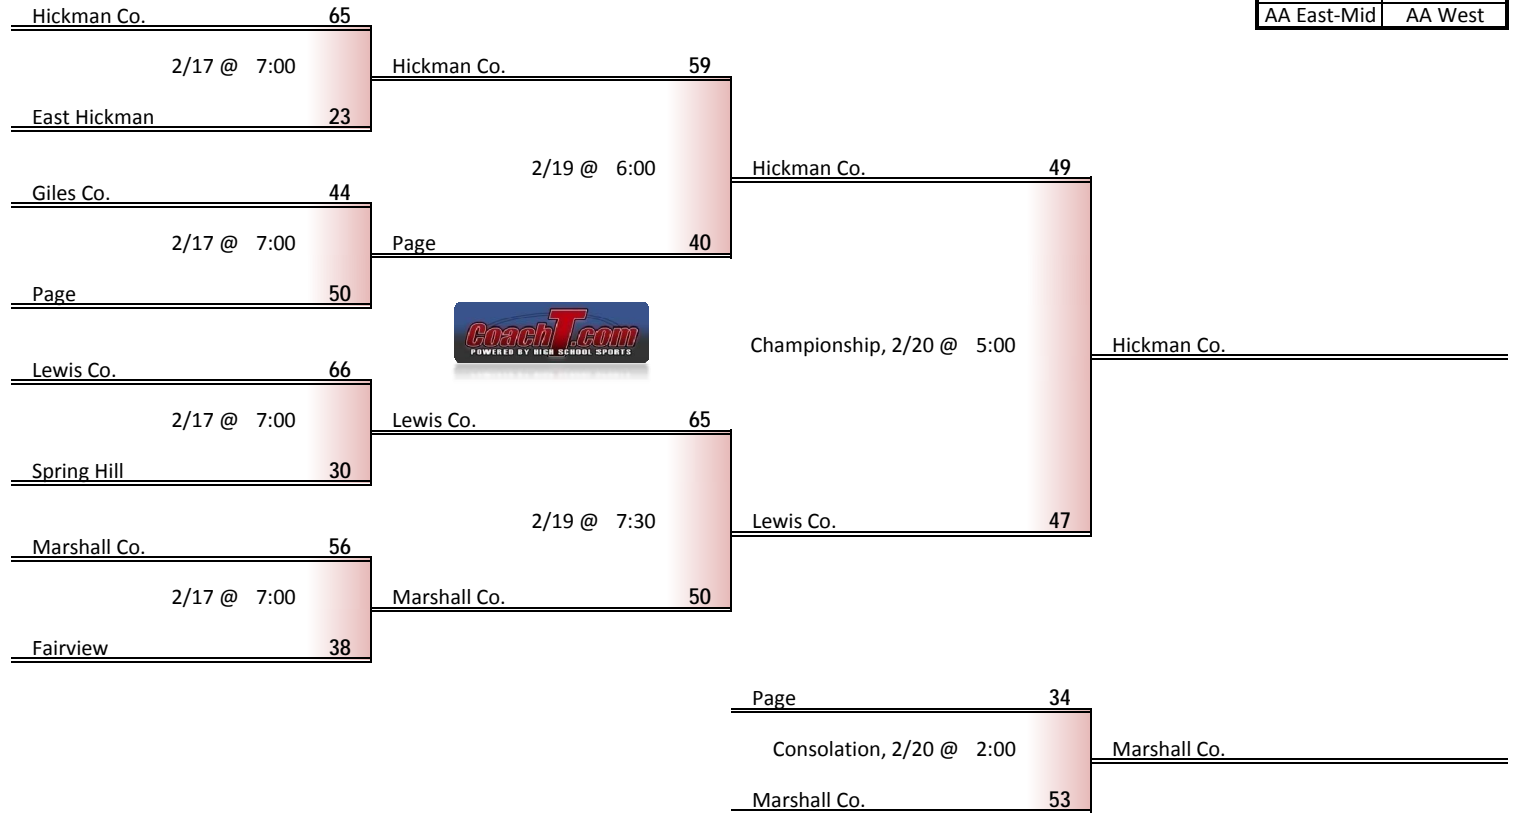 AA East-Mid AA West
Hickman Co. 65
2/17 @ 7:00
East Hickman 23
Giles Co. 44
2/17 @ 7:00
Page 50
Lewis Co. 66
2/17 @ 7:00
Spring Hill 30
Marshall Co. 56
2/17 @ 7:00
Fairview 38
Hickman Co. 59
2/19 @ 6:00
Page 40
CoachT.com
POWERED BY HIGH SCHOOL SPORTS
Lewis Co. 65
2/19 @ 7:30
Marshall Co. 50
Hickman Co. 49
Championship, 2/20 @ 5:00
Lewis Co. 47
Hickman Co.
Page 34
Consolation, 2/20 @ 2:00
Marshall Co. 53
Marshall Co.